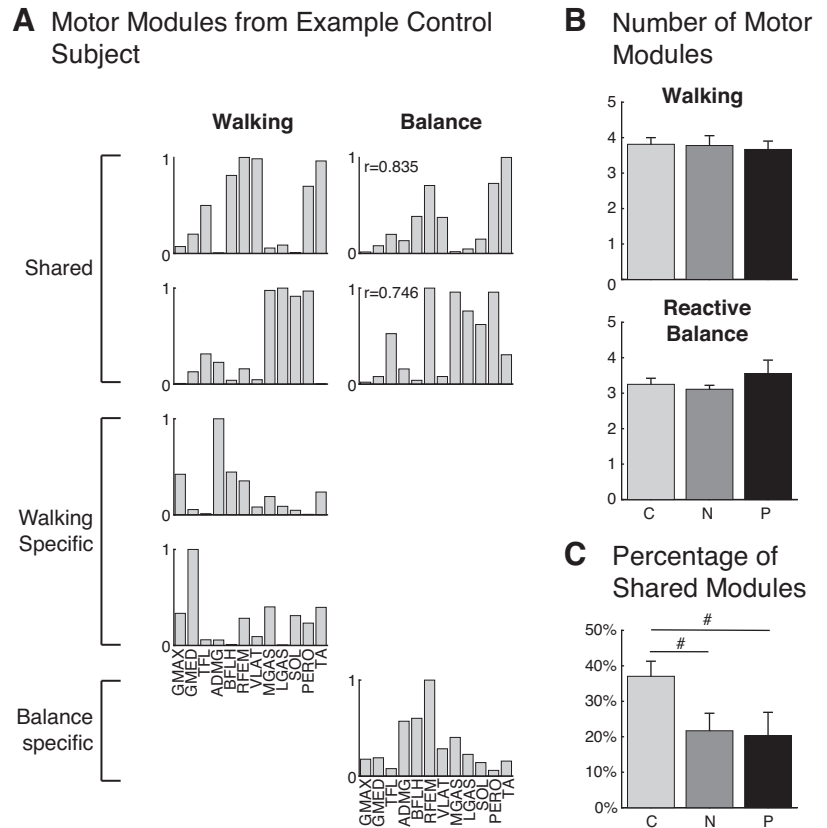 A Motor Modules from Example Control
Subject
Walking
Balance
Shared
1
0
1
r=0.835
0
1
0
1
r=0.746
0
Walking
Specific
1
0
1
0
GMAX
GMED
TFL
ADMG
BFLH
RFEM
VLAT
MGAS
LGAS
SOL
PERO
TA
Balance
specific
1
0
GMAX
GMED
TFL
ADMG
BFLH
RFEM
VLAT
MGAS
LGAS
SOL
PERO
TA
B Number of Motor
Modules
Walking
5
4
3
2
1
0
Reactive
Balance
5
4
3
2
1
0
C N P
C Percentage of
Shared Modules
#
#
50%
40%
30%
20%
10%
0%
C N P